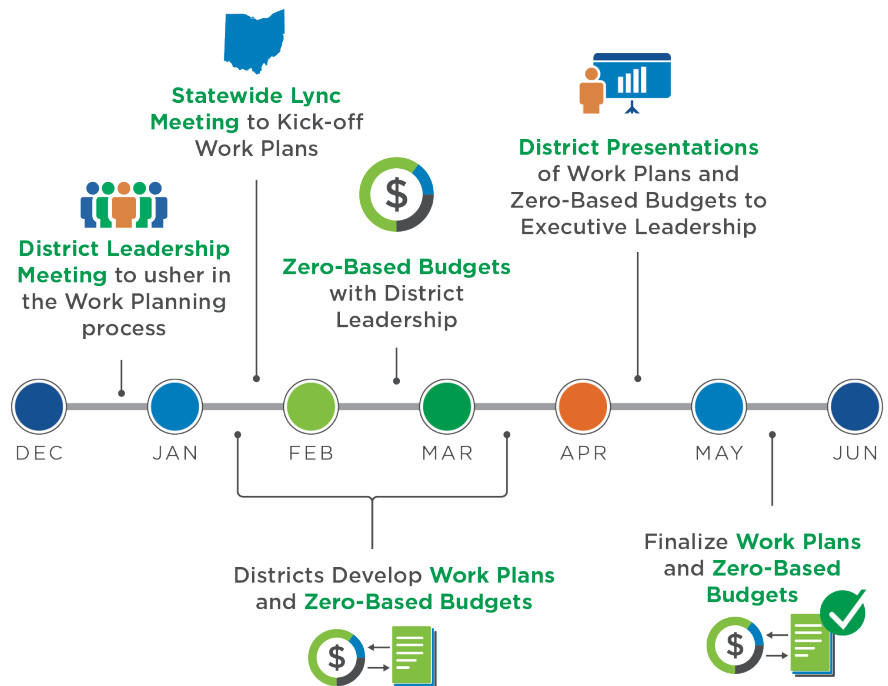 Statewide Lync
Meeting to Kick-off
Work Plans
District Presentations
of Work Plans and
Zero-Based Budgets to
Executive Leadership
$
District Leadership
Meeting to usher in
the Work Planning
process
Zero-Based Budgets
with District
Leadership
DEC
JAN
FEB
MAR
APR
MAY
JUN
Districts Develop Work Plans
and Zero-Based Budgets
$
Finalize Work Plans
and Zero-Based
Budgets
$